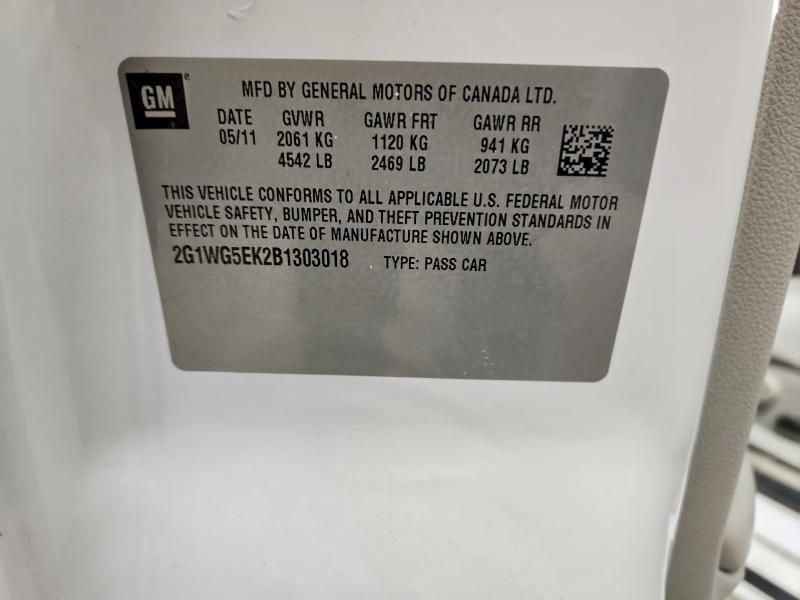 GM
MFD BY GENERAL MOTORS OF CANADA LTD.
DATE GVWR GAWR FRT GAWR RR
05/11 2061 KG 1120 KG 941 KG
4542 LB 2469 LB 2073 LB
THIS VEHICLE CONFORMS TO ALL APPLICABLE U.S. FEDERAL MOTOR
VEHICLE SAFETY, BUMPER, AND THEFT PREVENTION STANDARDS IN
EFFECT ON THE DATE OF MANUFACTURE SHOWN ABOVE.
2G1WG5EK2B1303018 TYPE: PASS CAR